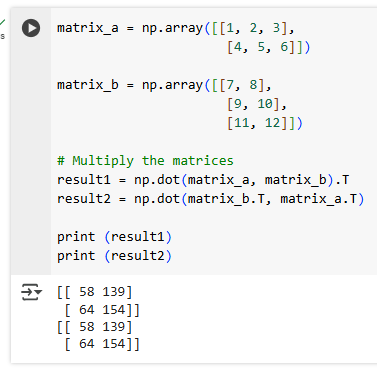 s
matrix_a = np.array([[1, 2, 3],
                     [4, 5, 6]])

matrix_b = np.array([[7, 8],
                     [9, 10],
                     [11, 12]])

# Multiply the matrices
result1 = np.dot(matrix_a, matrix_b).T
result2 = np.dot(matrix_b.T, matrix_a.T)

print (result1)
print (result2)
[[ 58 139]
 [ 64 154]]
[[ 58 139]
 [ 64 154]]